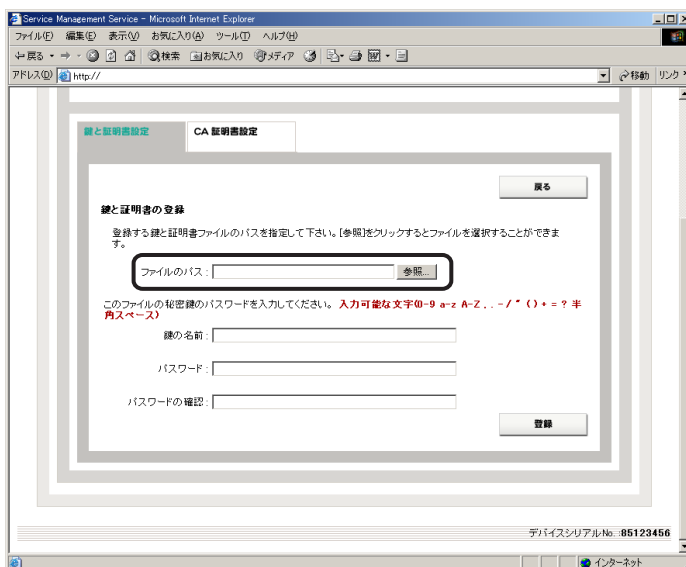 Service Management Service - Microsoft Internet Explorer
ファイル(F) 編集(E) 表示(V) お気に入り(A) ツール(T) ヘルプ(H)
戻る 検索 お気に入り メディア
アドレス(D) http:// 移動 リンク
鍵と証明書設定 CA 証明書設定
戻る
鍵と証明書の登録
登録する鍵と証明書ファイルのパスを指定して下さい。[参照]をクリックするとファイルを選択することができま
す。
ファイルのパス : 参照...
このファイルの秘密鍵のパスワードを入力してください。 入力可能な文字(0-9 a-z A-Z , . - / " ( ) + = ? 半
角スペース)
鍵の名前 :
パスワード :
パスワードの確認 :
登録
デバイスシリアルNo. :85123456
インターネット